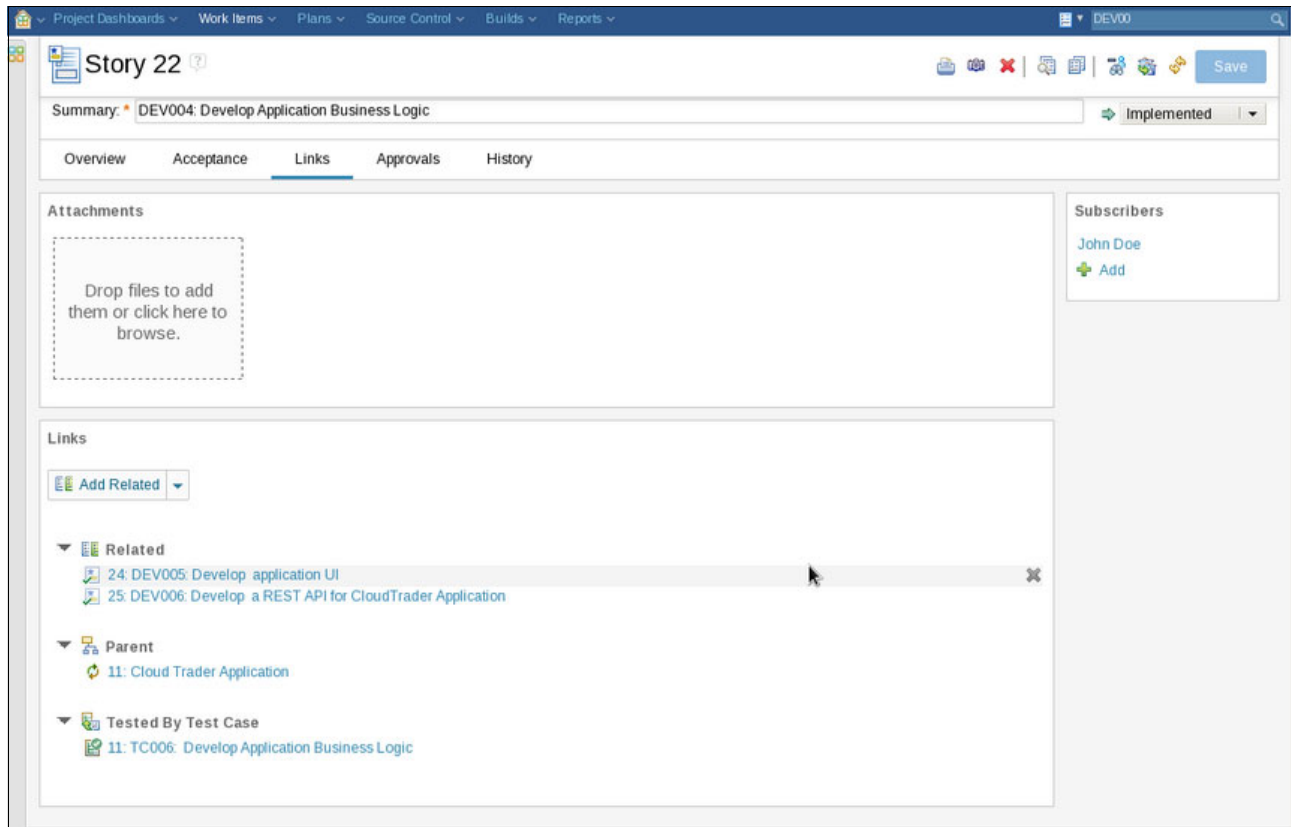 Project Dashboards Work Items Plans Source Control Builds Reports DEV00
Story 22 ?
Save
Summary: * DEV004: Develop Application Business Logic Implemented
Overview Acceptance Links Approvals History
Attachments
Drop files to add
them or click here to
browse.
Subscribers
John Doe
Add
Links
Add Related
Related
24: DEV005: Develop application UI
25: DEV006: Develop a REST API for CloudTrader Application
Parent
11: Cloud Trader Application
Tested By Test Case
11: TC006: Develop Application Business Logic